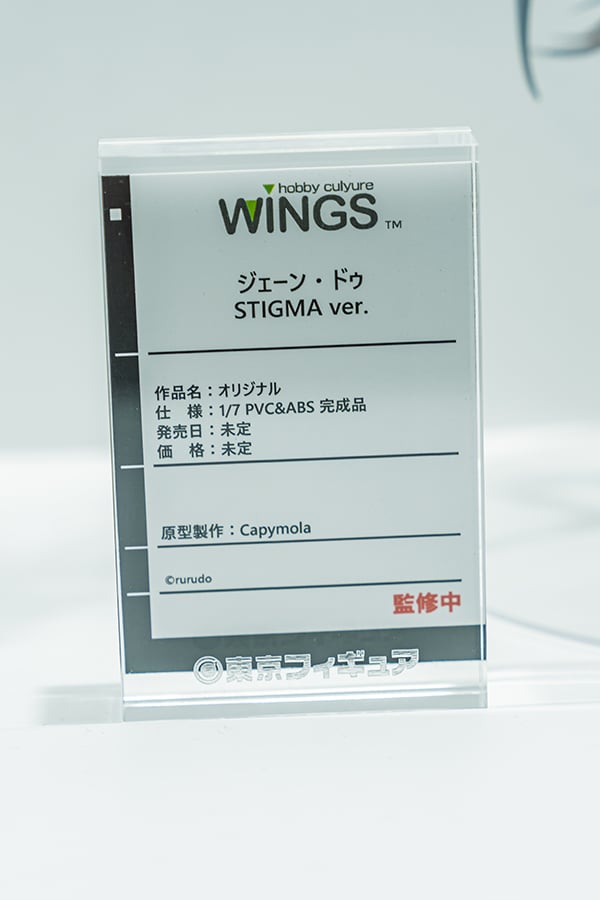 hobby culyure
WINGS TM
ジェーン・ドゥ
STIGMA ver.
作品名：オリジナル
仕　様：1/7 PVC&ABS 完成品
発売日：未定
価　格：未定
原型製作：Capymola
©rurudo
監修中
東京フィギュア